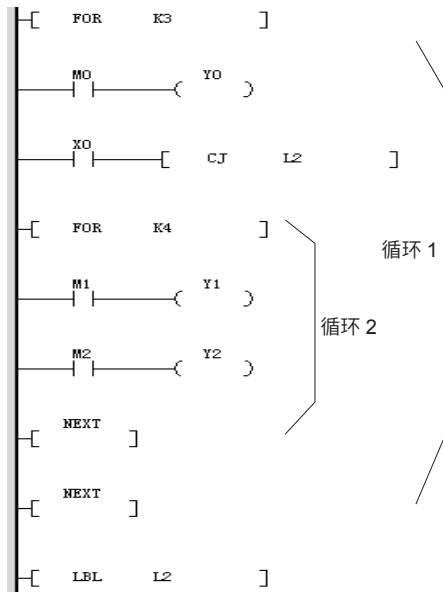 FOR K3
M0 Y0
X0 CJ L2
FOR K4
循环 1
M1 Y1
循环 2
M2 Y2
NEXT
NEXT
LBL L2